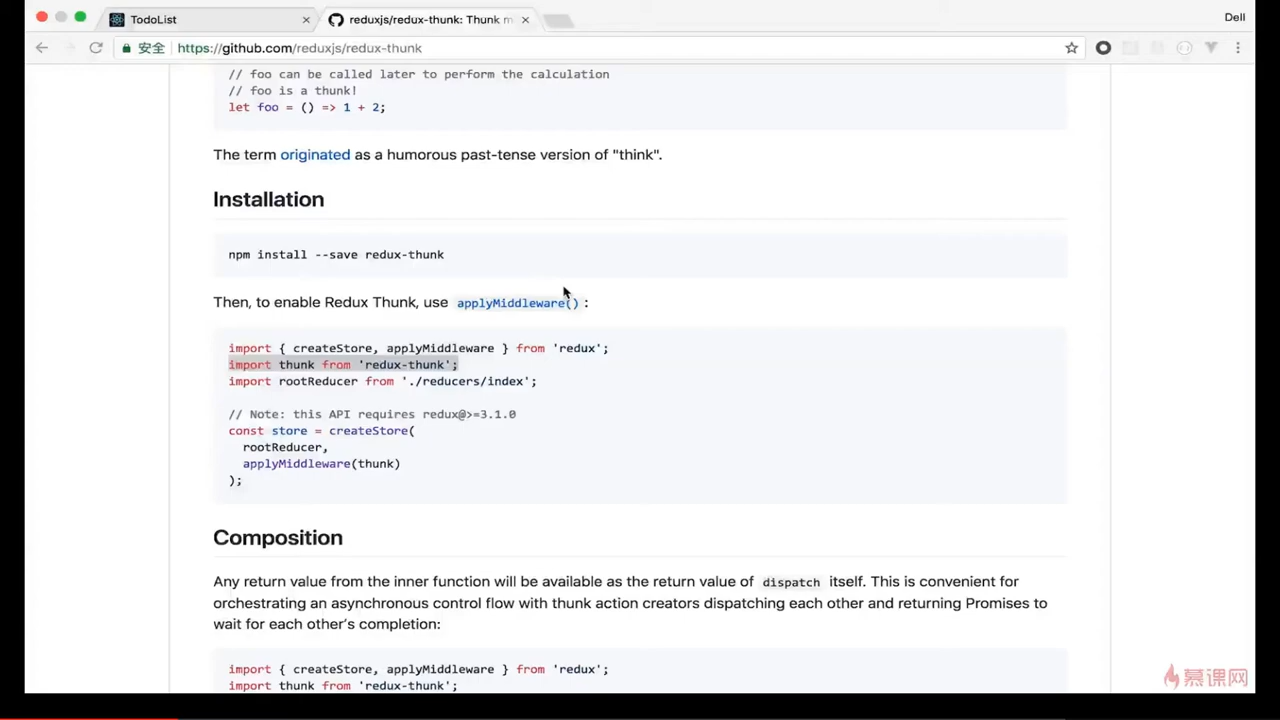 TodoList
reduxjs/redux-thunk: Thunk m
Dell
安全
https://github.com/reduxjs/redux-thunk
// foo can be called later to perform the calculation
// foo is a thunk!
let foo = () => 1 + 2;
The term originated as a humorous past-tense version of "think".
Installation
npm install --save redux-thunk
Then, to enable Redux Thunk, use applyMiddleware() :
import { createStore, applyMiddleware } from 'redux';
import thunk from 'redux-thunk';
import rootReducer from './reducers/index';
// Note: this API requires redux@>=3.1.0
const store = createStore(
rootReducer,
applyMiddleware(thunk)
);
Composition
Any return value from the inner function will be available as the return value of dispatch itself. This is convenient for
orchestrating an asynchronous control flow with thunk action creators dispatching each other and returning Promises to
wait for each other's completion:
import { createStore, applyMiddleware } from 'redux';
import thunk from 'redux-thunk';
慕课网